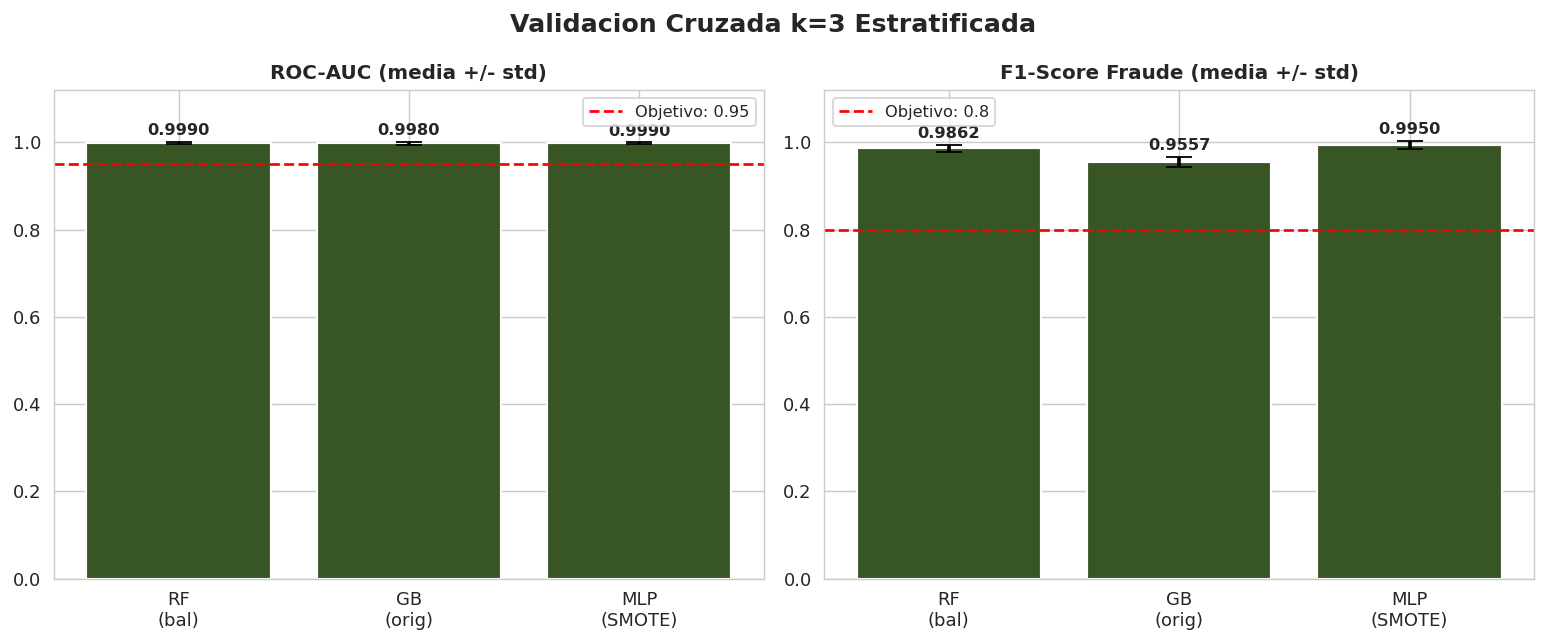 Validacion Cruzada k=3 Estratificada
ROC-AUC (media +/- std)
Objetivo: 0.95
0.9990
0.9980
0.9990
1.0
0.8
0.6
0.4
0.2
0.0
RF
(bal)
GB
(orig)
MLP
(SMOTE)
F1-Score Fraude (media +/- std)
Objetivo: 0.8
0.9862
0.9557
0.9950
1.0
0.8
0.6
0.4
0.2
0.0
RF
(bal)
GB
(orig)
MLP
(SMOTE)